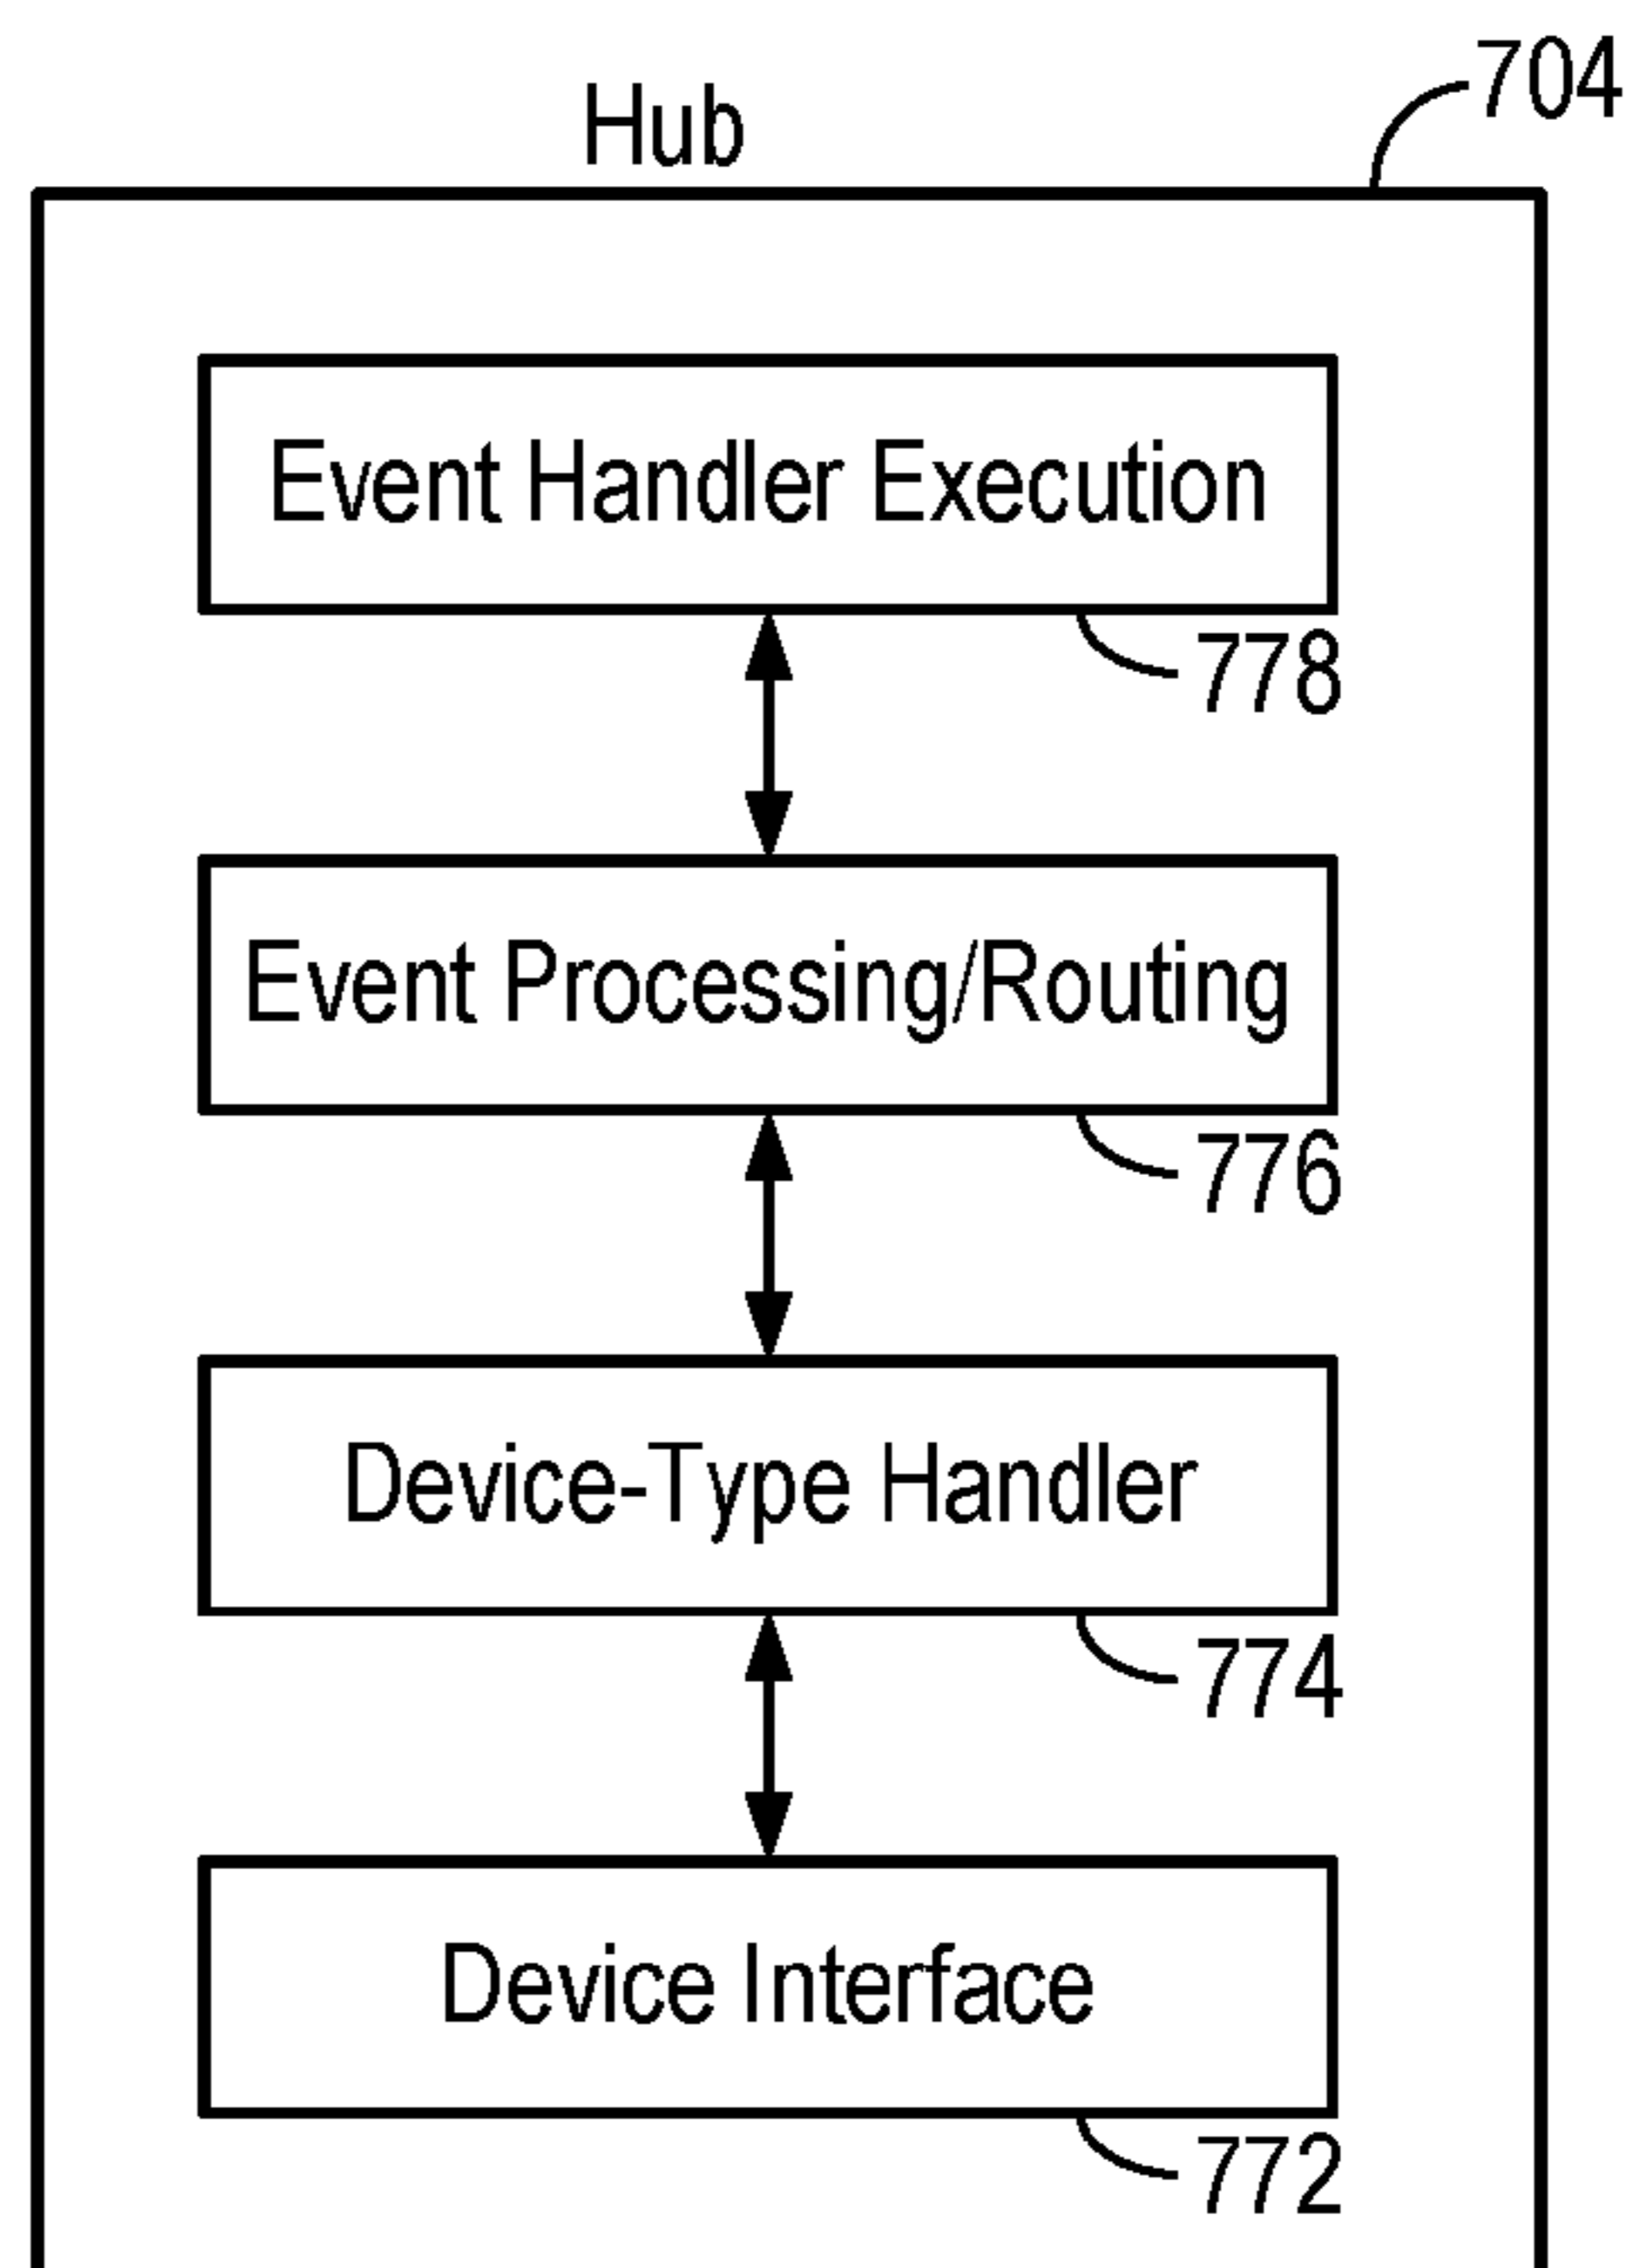 704
Hub
Event Handler Execution
778
Event Processing/Routing
776
Device-Type Handler
774
Device Interface
772